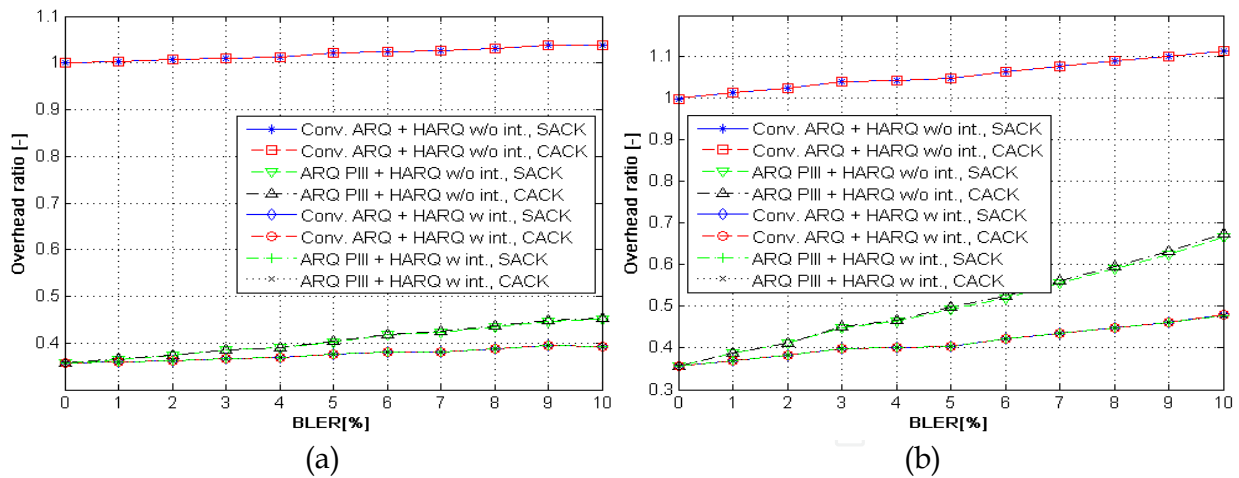 1.1
1
0.9
0.8
0.7
0.6
0.5
0.4
Overhead ratio [-]
Conv. ARQ + HARQ w/o int., SACK
Conv. ARQ + HARQ w/o int., CACK
ARQ PIII + HARQ w/o int., SACK
ARQ PIII + HARQ w/o int., CACK
Conv. ARQ + HARQ w int., SACK
Conv. ARQ + HARQ w int., CACK
ARQ PIII + HARQ w int., SACK
ARQ PIII + HARQ w int., CACK
0 1 2 3 4 5 6 7 8 9 10
BLER[%]
(a)
1.1
1
0.9
0.8
0.7
0.6
0.5
0.4
0.3
Overhead ratio [-]
Conv. ARQ + HARQ w/o int., SACK
Conv. ARQ + HARQ w/o int., CACK
ARQ PIII + HARQ w/o int., SACK
ARQ PIII + HARQ w/o int., CACK
Conv. ARQ + HARQ w int., SACK
Conv. ARQ + HARQ w int., CACK
ARQ PIII + HARQ w int., SACK
ARQ PIII + HARQ w int., CACK
0 1 2 3 4 5 6 7 8 9 10
BLER[%]
(b)